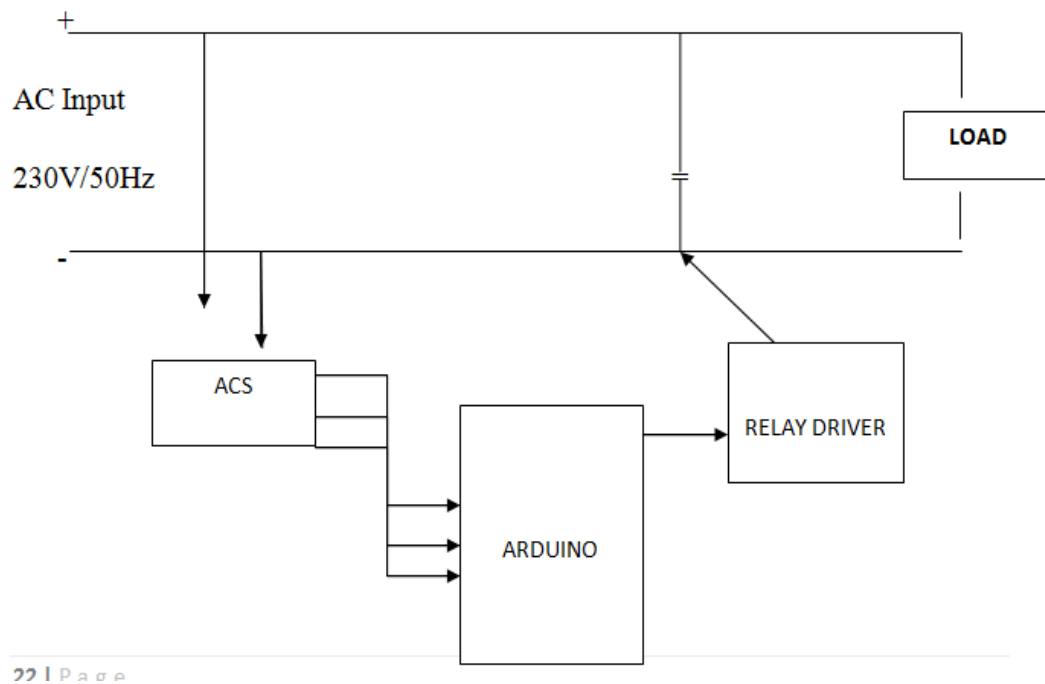 +
AC Input
230V/50Hz
-
LOAD
ACS
RELAY DRIVER
ARDUINO
22 | Page